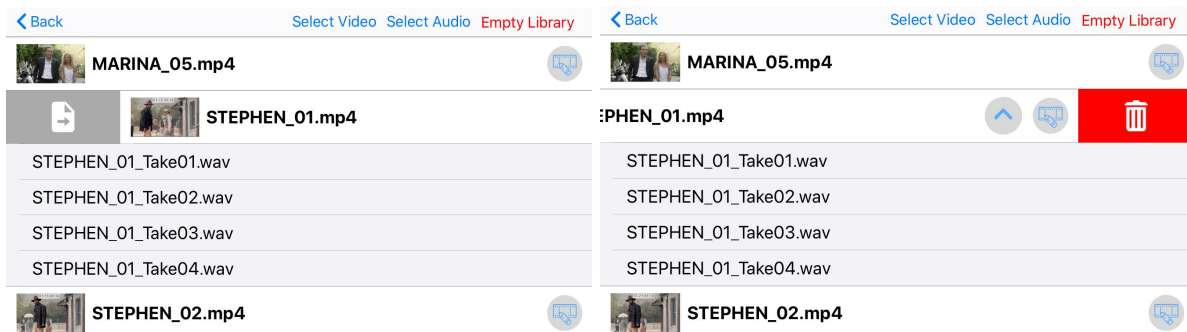 Back Select Video Select Audio Empty Library
MARINA_05.mp4
STEPHEN_01.mp4
STEPHEN_01_Take01.wav
STEPHEN_01_Take02.wav
STEPHEN_01_Take03.wav
STEPHEN_01_Take04.wav
STEPHEN_02.mp4
Back Select Video Select Audio Empty Library
MARINA_05.mp4
EPHEN_01.mp4
STEPHEN_01_Take01.wav
STEPHEN_01_Take02.wav
STEPHEN_01_Take03.wav
STEPHEN_01_Take04.wav
STEPHEN_02.mp4